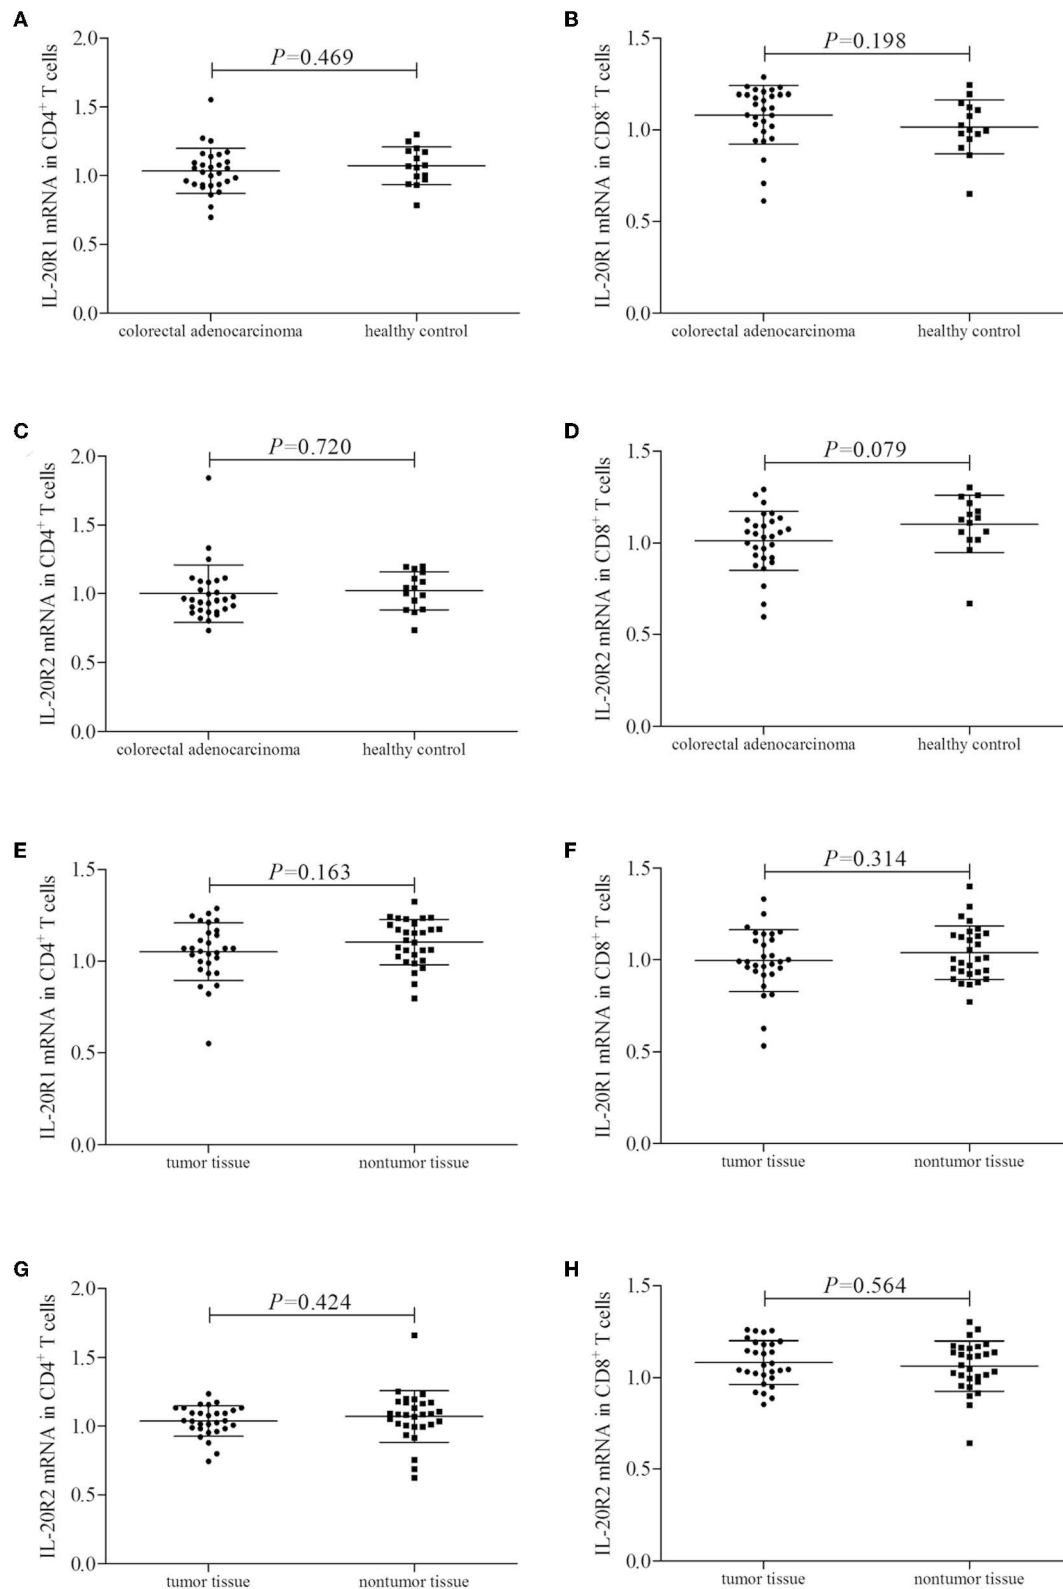 A
IL-20R1 mRNA in CD4⁺ T cells
2.0
1.5
1.0
0.5
0.0
P=0.469
colorectal adenocarcinoma
healthy control
B
IL-20R1 mRNA in CD8⁺ T cells
1.5
1.0
0.5
0.0
P=0.198
colorectal adenocarcinoma
healthy control
C
IL-20R2 mRNA in CD4⁺ T cells
2.0
1.5
1.0
0.5
0.0
P=0.720
colorectal adenocarcinoma
healthy control
D
IL-20R2 mRNA in CD8⁺ T cells
1.5
1.0
0.5
0.0
P=0.079
colorectal adenocarcinoma
healthy control
E
IL-20R1 mRNA in CD4⁺ T cells
1.5
1.0
0.5
0.0
P=0.163
tumor tissue
nontumor tissue
F
IL-20R1 mRNA in CD8⁺ T cells
1.5
1.0
0.5
0.0
P=0.314
tumor tissue
nontumor tissue
G
IL-20R2 mRNA in CD4⁺ T cells
2.0
1.5
1.0
0.5
0.0
P=0.424
tumor tissue
nontumor tissue
H
IL-20R2 mRNA in CD8⁺ T cells
1.5
1.0
0.5
0.0
P=0.564
tumor tissue
nontumor tissue